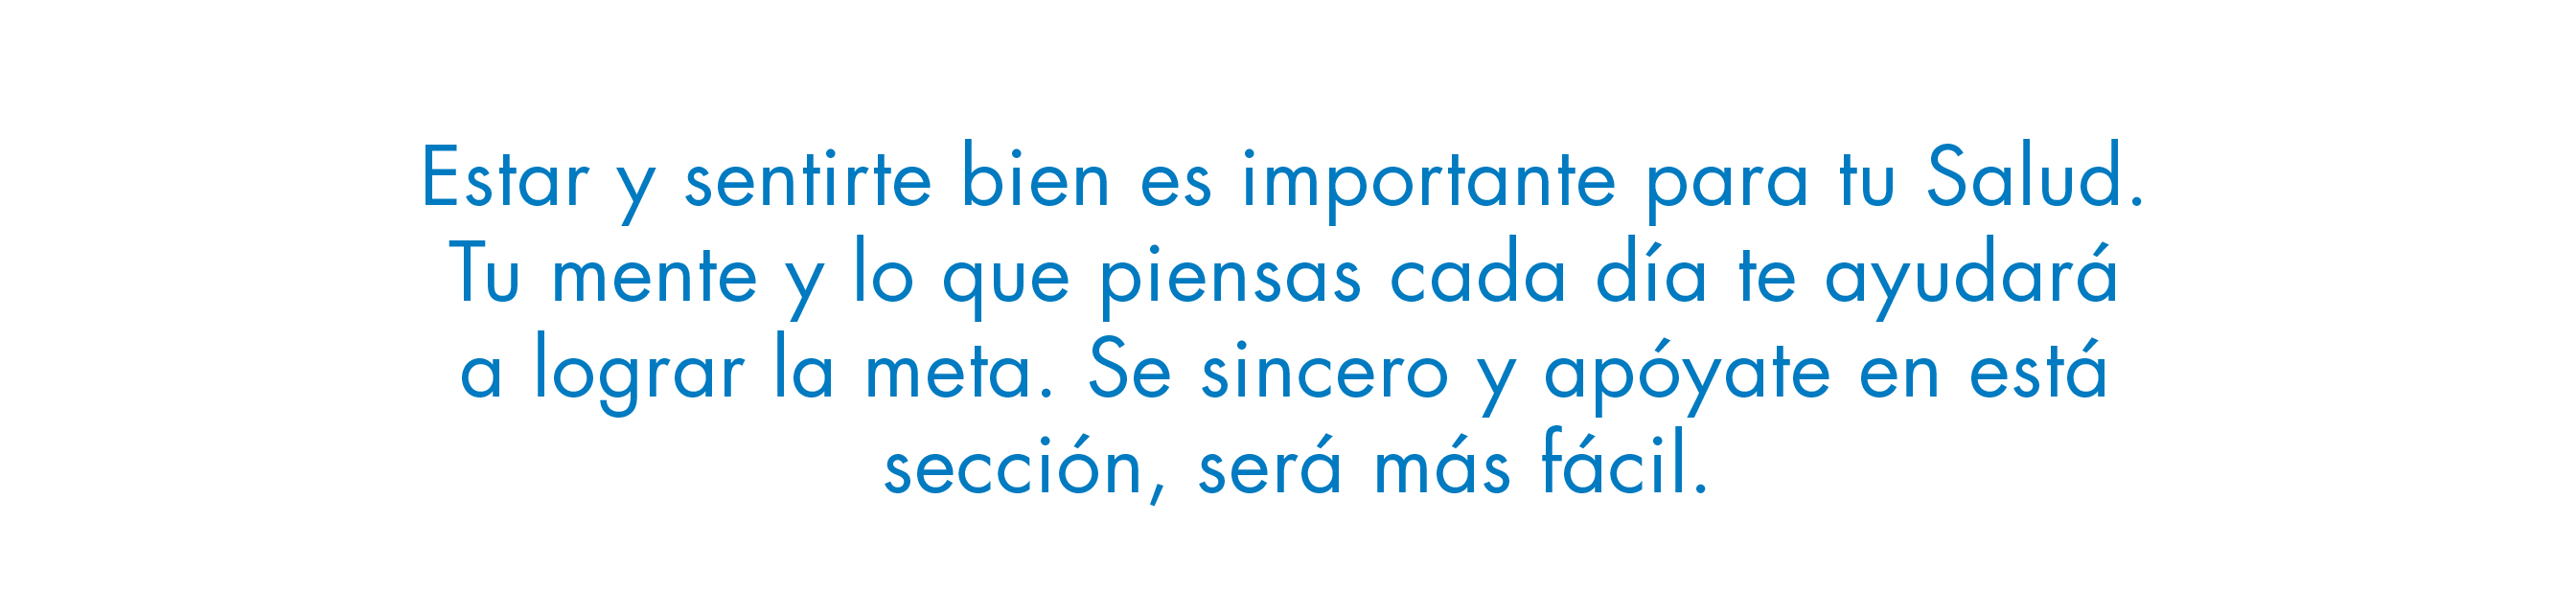 Estar y sentirte bien es importante para tu Salud.
Tu mente y lo que piensas cada día te ayudará
a lograr la meta. Se sincero y apóyate en está
sección, será más fácil.